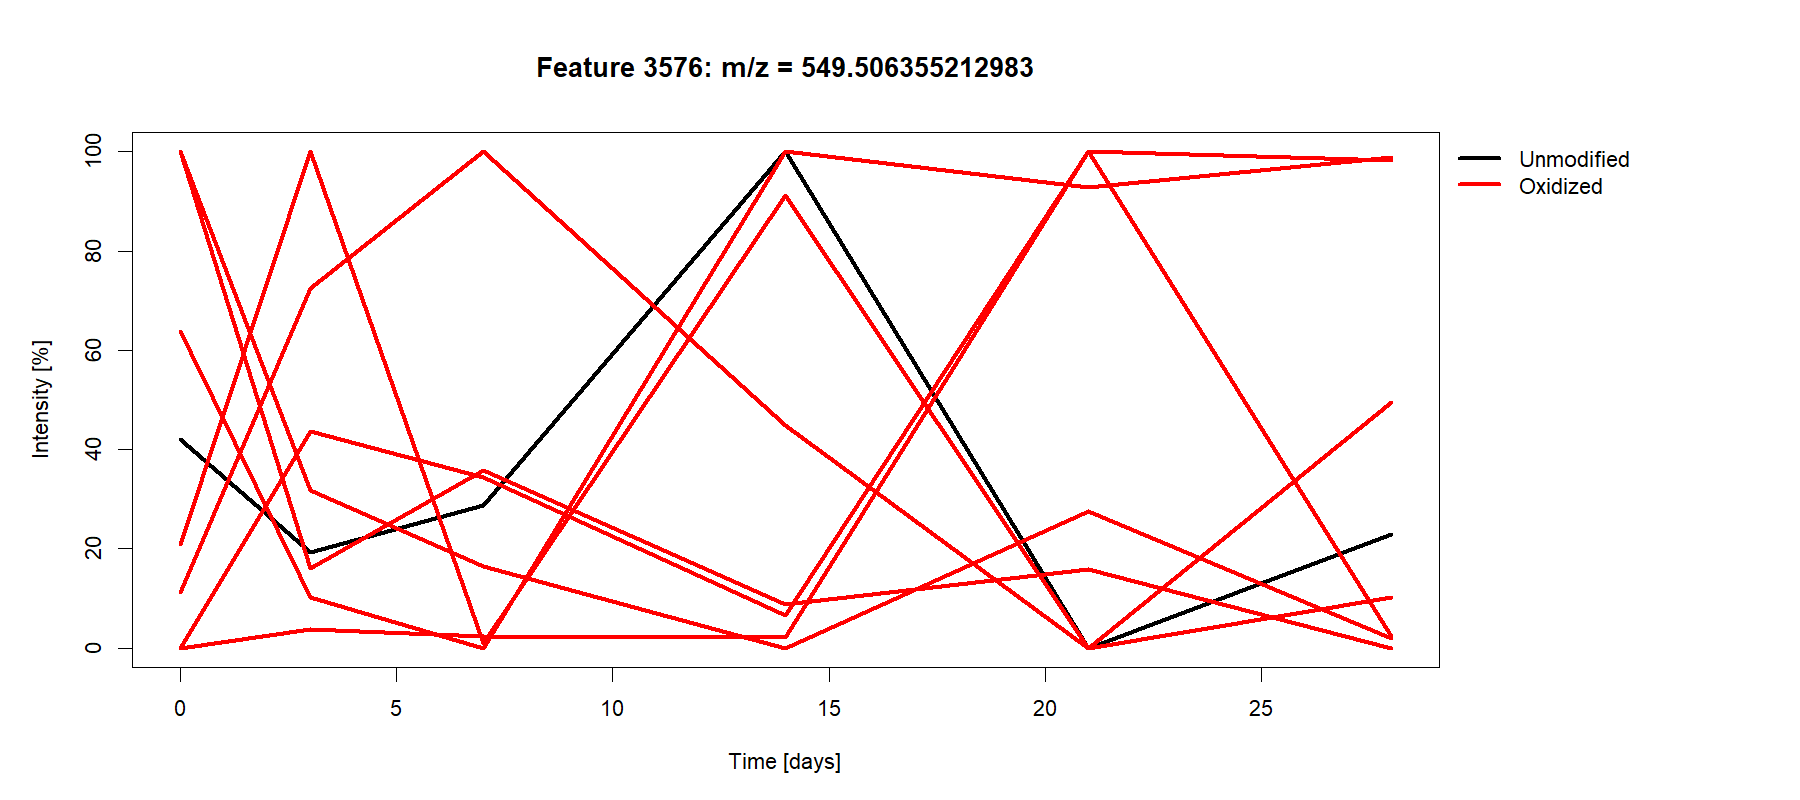 Feature 3576: m/z = 549.506355212983
Unmodified
Oxidized
Intensity [%]
100
80
60
40
20
0
0 5 10 15 20 25
Time [days]